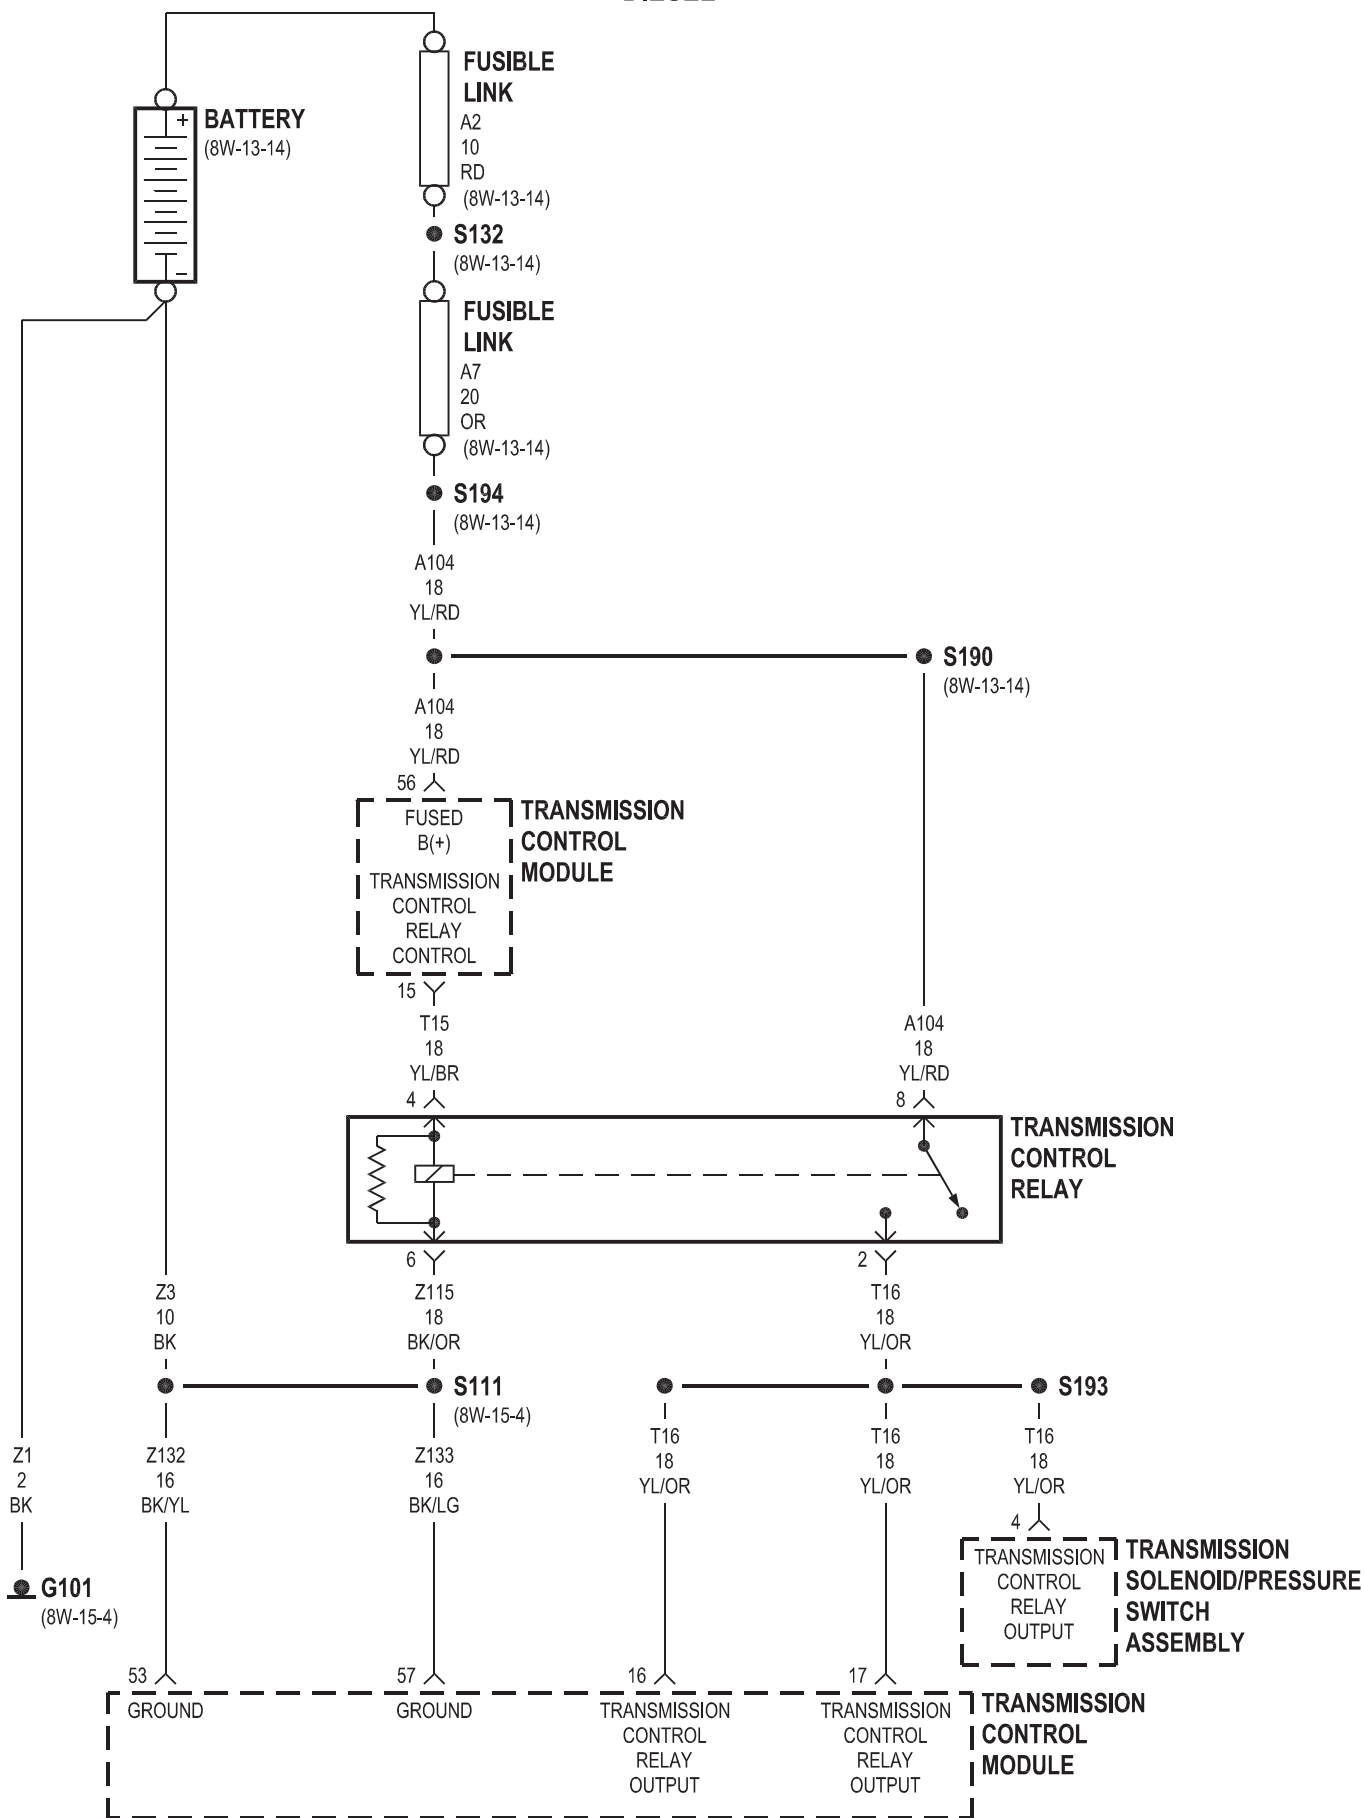 BATTERY
(8W-13-14)
+
-
FUSIBLE
LINK
A2
10
RD
(8W-13-14)
S132
(8W-13-14)
FUSIBLE
LINK
A7
20
OR
(8W-13-14)
S194
(8W-13-14)
A104
18
YL/RD
S190
(8W-13-14)
A104
18
YL/RD
56
FUSED
B(+)
TRANSMISSION
CONTROL
RELAY
CONTROL
TRANSMISSION
CONTROL
MODULE
15
T15
18
YL/BR
4
A104
18
YL/RD
8
TRANSMISSION
CONTROL
RELAY
6
2
Z3
10
BK
Z115
18
BK/OR
T16
18
YL/OR
S111
(8W-15-4)
S193
Z1
2
BK
Z132
16
BK/YL
Z133
16
BK/LG
T16
18
YL/OR
T16
18
YL/OR
T16
18
YL/OR
4
TRANSMISSION
CONTROL
RELAY
OUTPUT
TRANSMISSION
SOLENOID/PRESSURE
SWITCH
ASSEMBLY
G101
(8W-15-4)
53
57
16
17
GROUND
GROUND
TRANSMISSION
CONTROL
RELAY
OUTPUT
TRANSMISSION
CONTROL
RELAY
OUTPUT
TRANSMISSION
CONTROL
MODULE